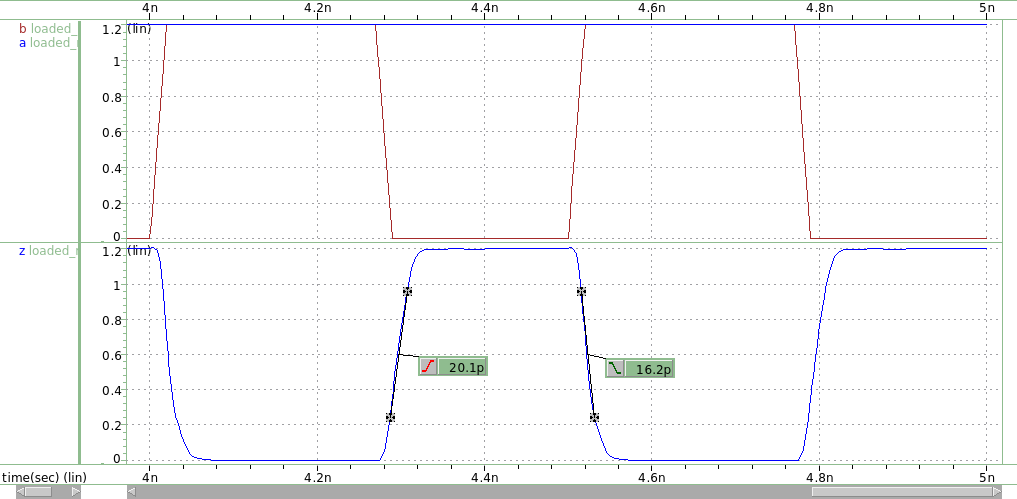 4n 4.2n 4.4n 4.6n 4.8n 5n
b loaded_
a loaded_
(lin)
1.2
1
0.8
0.6
0.4
0.2
0
z loaded_
(lin)
1.2
1
0.8
0.6
20.1p
16.2p
0.4
0.2
0
time(sec) (lin) 4n 4.2n 4.4n 4.6n 4.8n 5n